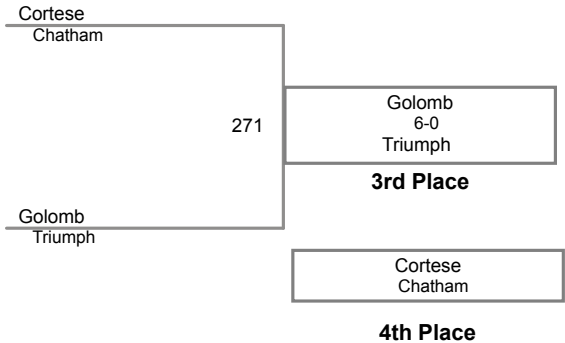 Cortese
Chatham
271
Golomb
6-0
Triumph
3rd Place
Golomb
Triumph
Cortese
Chatham
4th Place